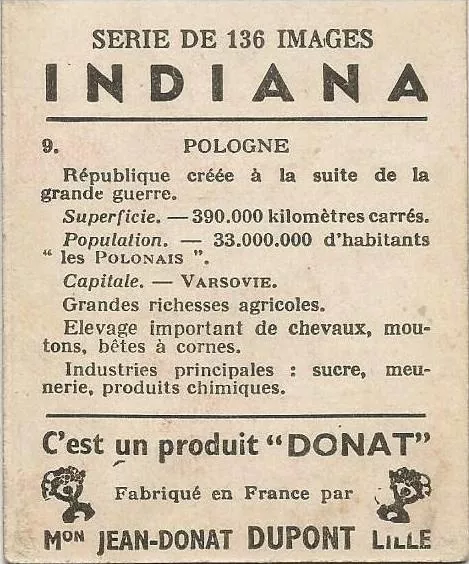 SERIE DE 136 IMAGES
INDIANA
9. POLOGNE
République créée à la suite de la
grande guerre.
Superficie. — 390.000 kilomètres carrés.
Population. — 33.000.000 d'habitants
“ les POLONAIS ”.
Capitale. — VARSOVIE.
Grandes richesses agricoles.
Elevage important de chevaux, mou-
tons, bêtes à cornes.
Industries principales : sucre, meu-
nerie, produits chimiques.
C'est un produit “DONAT”
Fabriqué en France par
MON JEAN-DONAT DUPONT LILLE